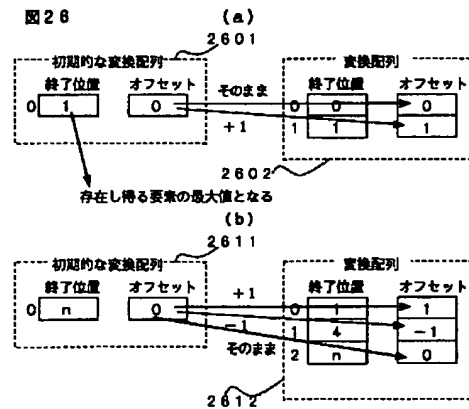 図26
(a)
2601
初期的な変換配列
変換配列
終了位置 オフセット
終了位置 オフセット
0 1 0
そのまま
+1
0 0 0
1 1 1
2602
存在し得る要素の最大値となる
(b)
2611
初期的な変換配列
変換配列
終了位置 オフセット
終了位置 オフセット
0 n 0
+1
-1
そのまま
0 1 1
1 4 -1
2 n 0
2612